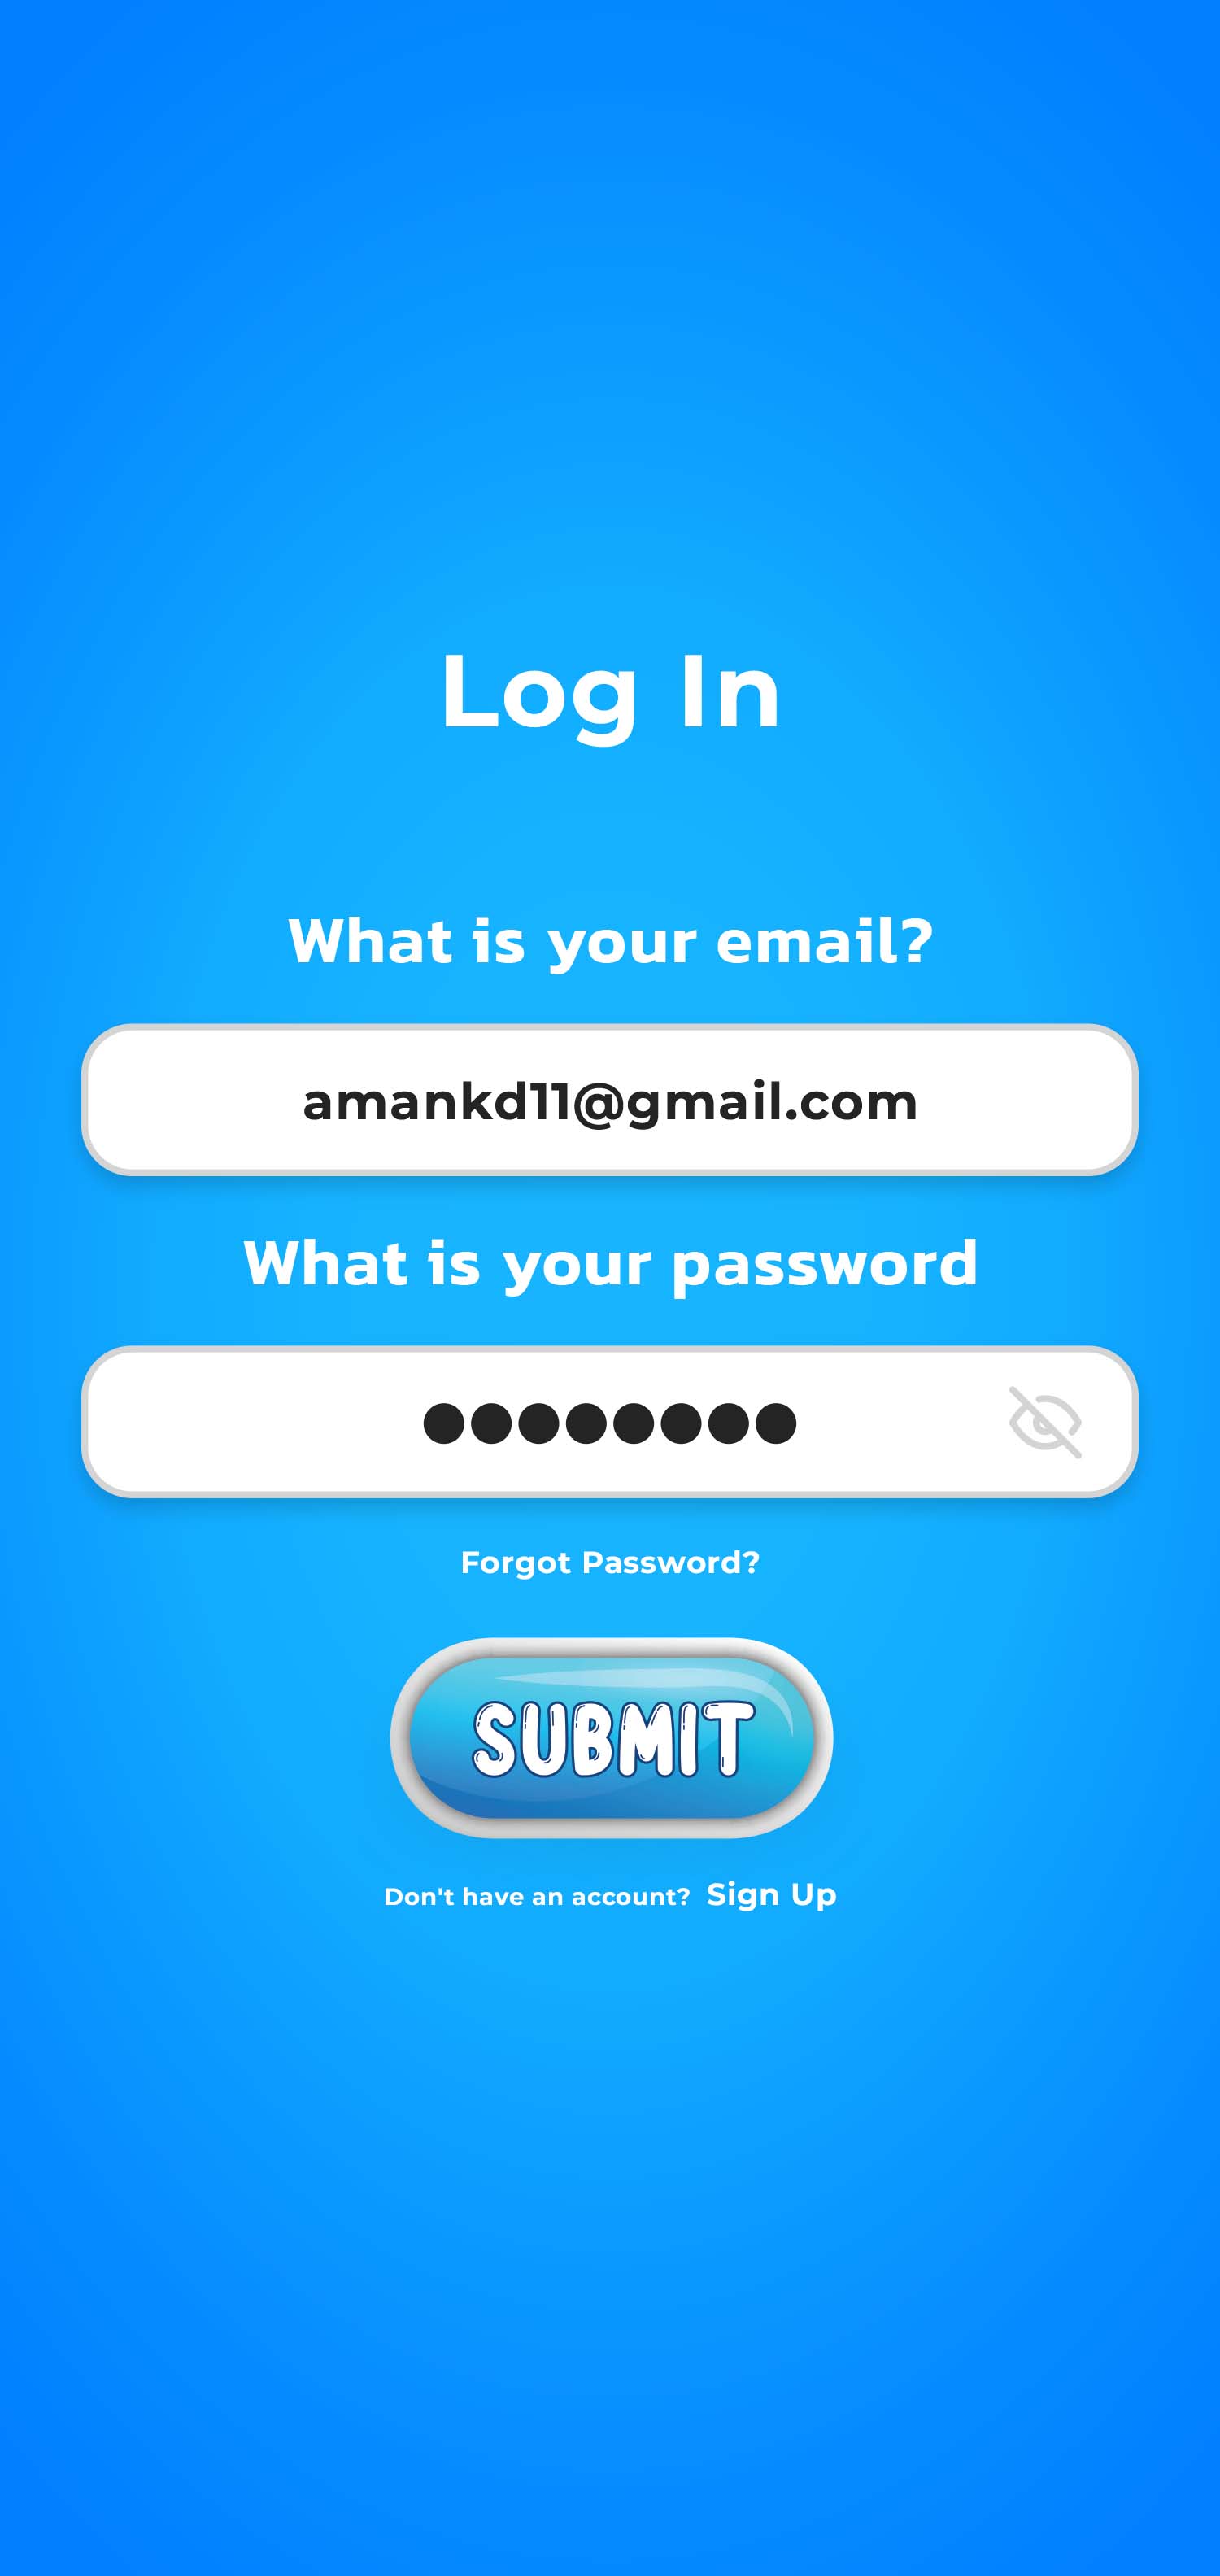 Log In
What is your email?
amankd11@gmail.com
What is your password
●●●●●●●●
Forgot Password?
SUBMIT
Don't have an account? Sign Up